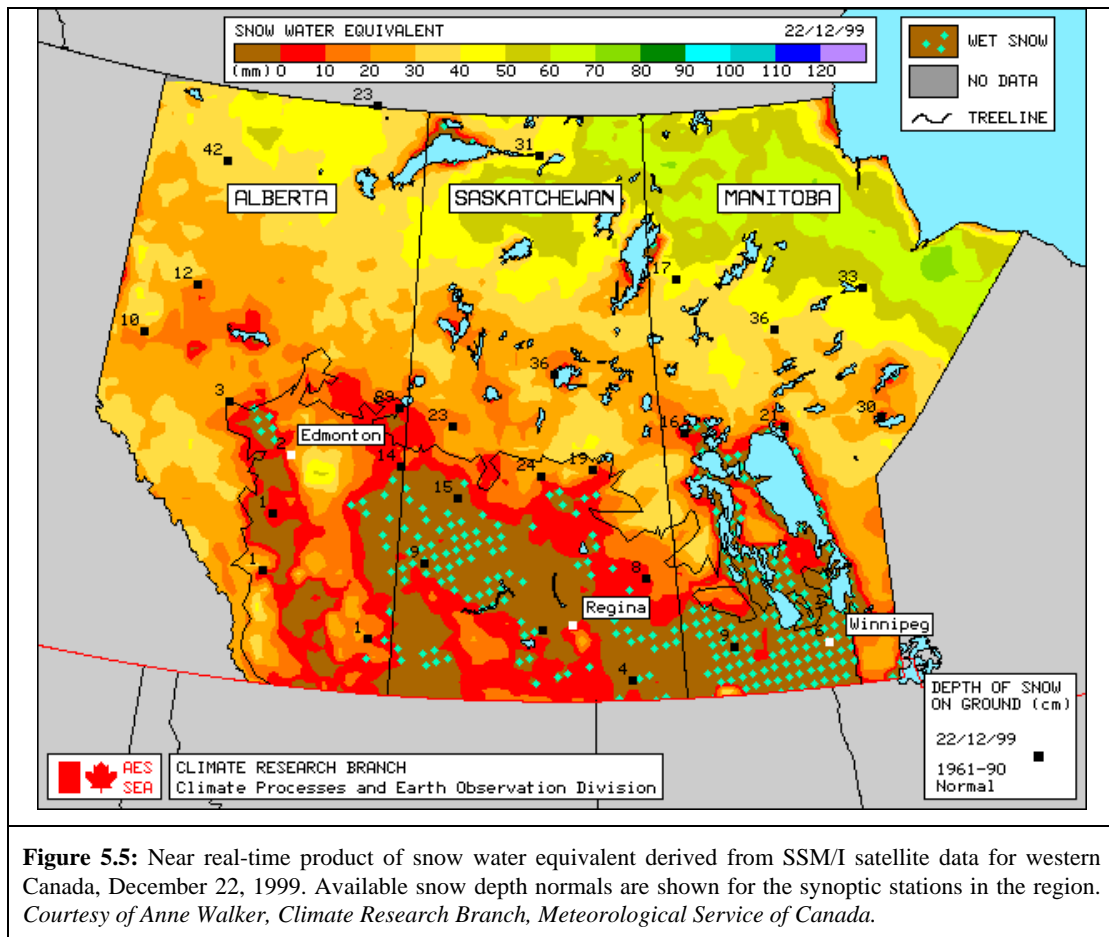 SNOW WATER EQUIVALENT 22/12/99
(mm) 0 10 20 30 40 60 70 80 90 100 110 120
WET SNOW
NO DATA
TREELINE
23
42
31
ALBERTA
SASKATCHEWAN
MANITOBA
12
17
33
10
36
36
3
89
23
16
21
30
Edmonton
2
14
24
19
15
1
9
1
8
Regina
1
9
6
Winnipeg
4
DEPTH OF SNOW
ON GROUND (cm)
22/12/99
1961-90
Normal
AES
SEA
CLIMATE RESEARCH BRANCH
Climate Processes and Earth Observation Division
Figure 5.5: Near real-time product of snow water equivalent derived from SSM/I satellite data for western
Canada, December 22, 1999. Available snow depth normals are shown for the synoptic stations in the region.
Courtesy of Anne Walker, Climate Research Branch, Meteorological Service of Canada.